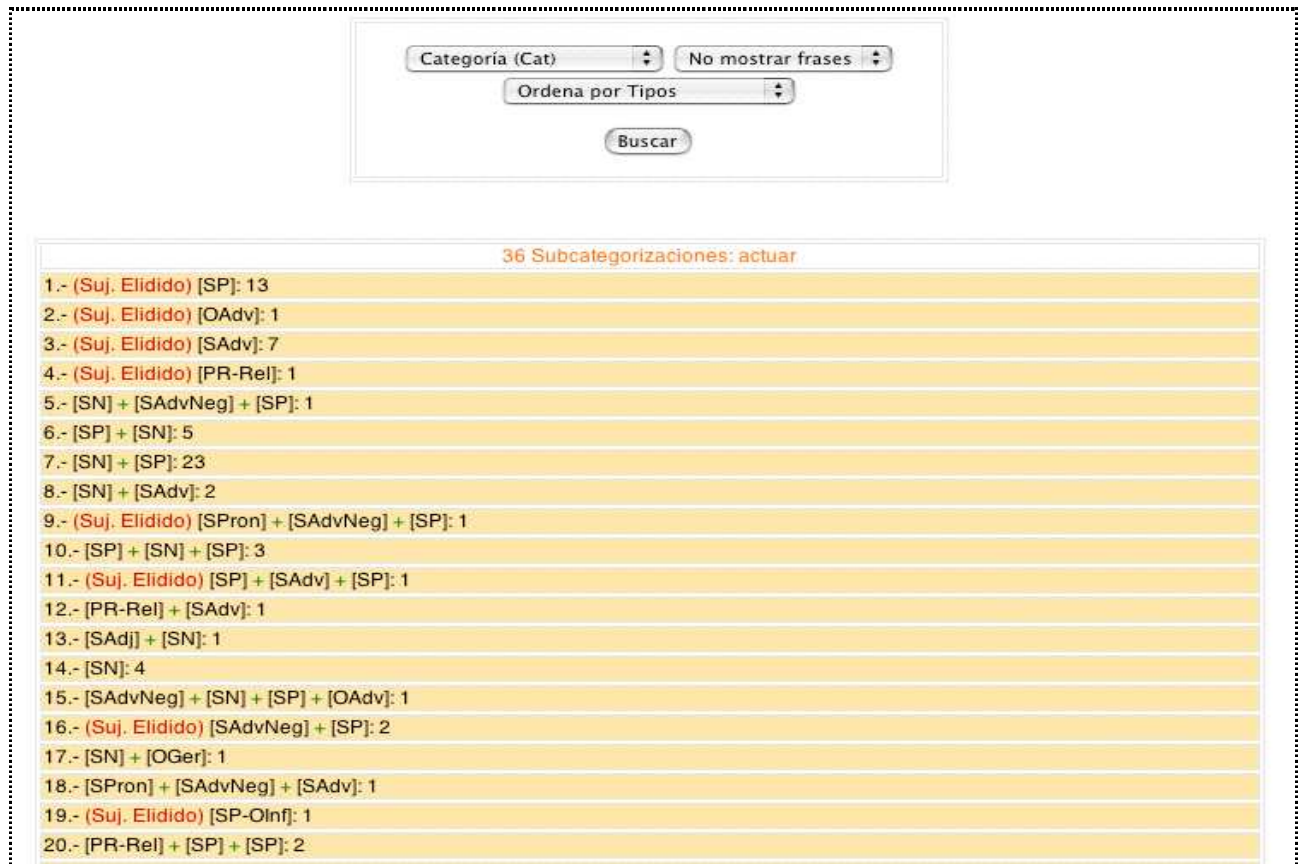 Categoría (Cat) No mostrar frases
Ordena por Tipos
Buscar
36 Subcategorizaciones: actuar
1.- (Suj. Elidido) [SP]: 13
2.- (Suj. Elidido) [OAdv]: 1
3.- (Suj. Elidido) [SAdv]: 7
4.- (Suj. Elidido) [PR-Rel]: 1
5.- [SN] + [SAdvNeg] + [SP]: 1
6.- [SP] + [SN]: 5
7.- [SN] + [SP]: 23
8.- [SN] + [SAdv]: 2
9.- (Suj. Elidido) [SPron] + [SAdvNeg] + [SP]: 1
10.- [SP] + [SN] + [SP]: 3
11.- (Suj. Elidido) [SP] + [SAdv] + [SP]: 1
12.- [PR-Rel] + [SAdv]: 1
13.- [SAdj] + [SN]: 1
14.- [SN]: 4
15.- [SAdvNeg] + [SN] + [SP] + [OAdv]: 1
16.- (Suj. Elidido) [SAdvNeg] + [SP]: 2
17.- [SN] + [OGer]: 1
18.- [SPron] + [SAdvNeg] + [SAdv]: 1
19.- (Suj. Elidido) [SP-OInf]: 1
20.- [PR-Rel] + [SP] + [SP]: 2